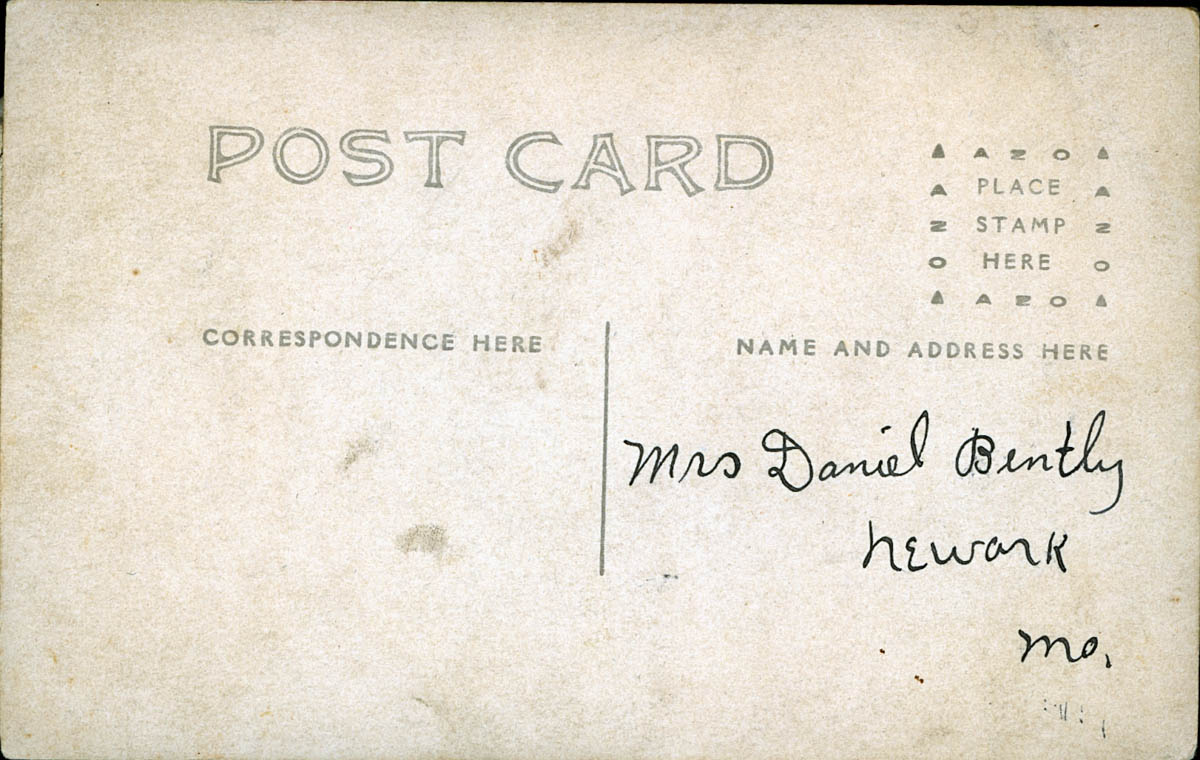 POST CARD
▲ AZO ▲
A PLACE A
Z STAMP Z
O HERE O
▲ AZO ▲
CORRESPONDENCE HERE
NAME AND ADDRESS HERE
Mrs Daniel Bently
Newark
Mo.